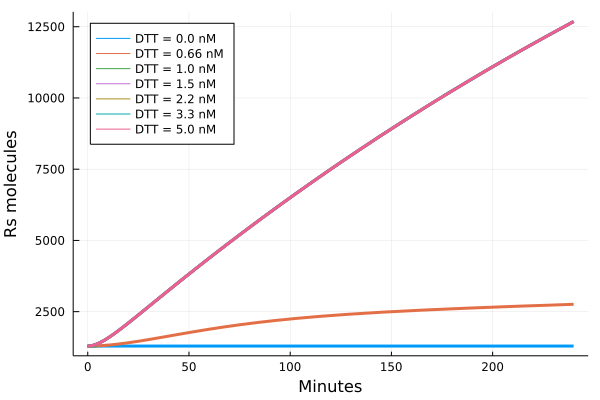 12500
10000
7500
5000
2500
Rs molecules
DTT = 0.0 nM
DTT = 0.66 nM
DTT = 1.0 nM
DTT = 1.5 nM
DTT = 2.2 nM
DTT = 3.3 nM
DTT = 5.0 nM
0 50 100 150 200
Minutes